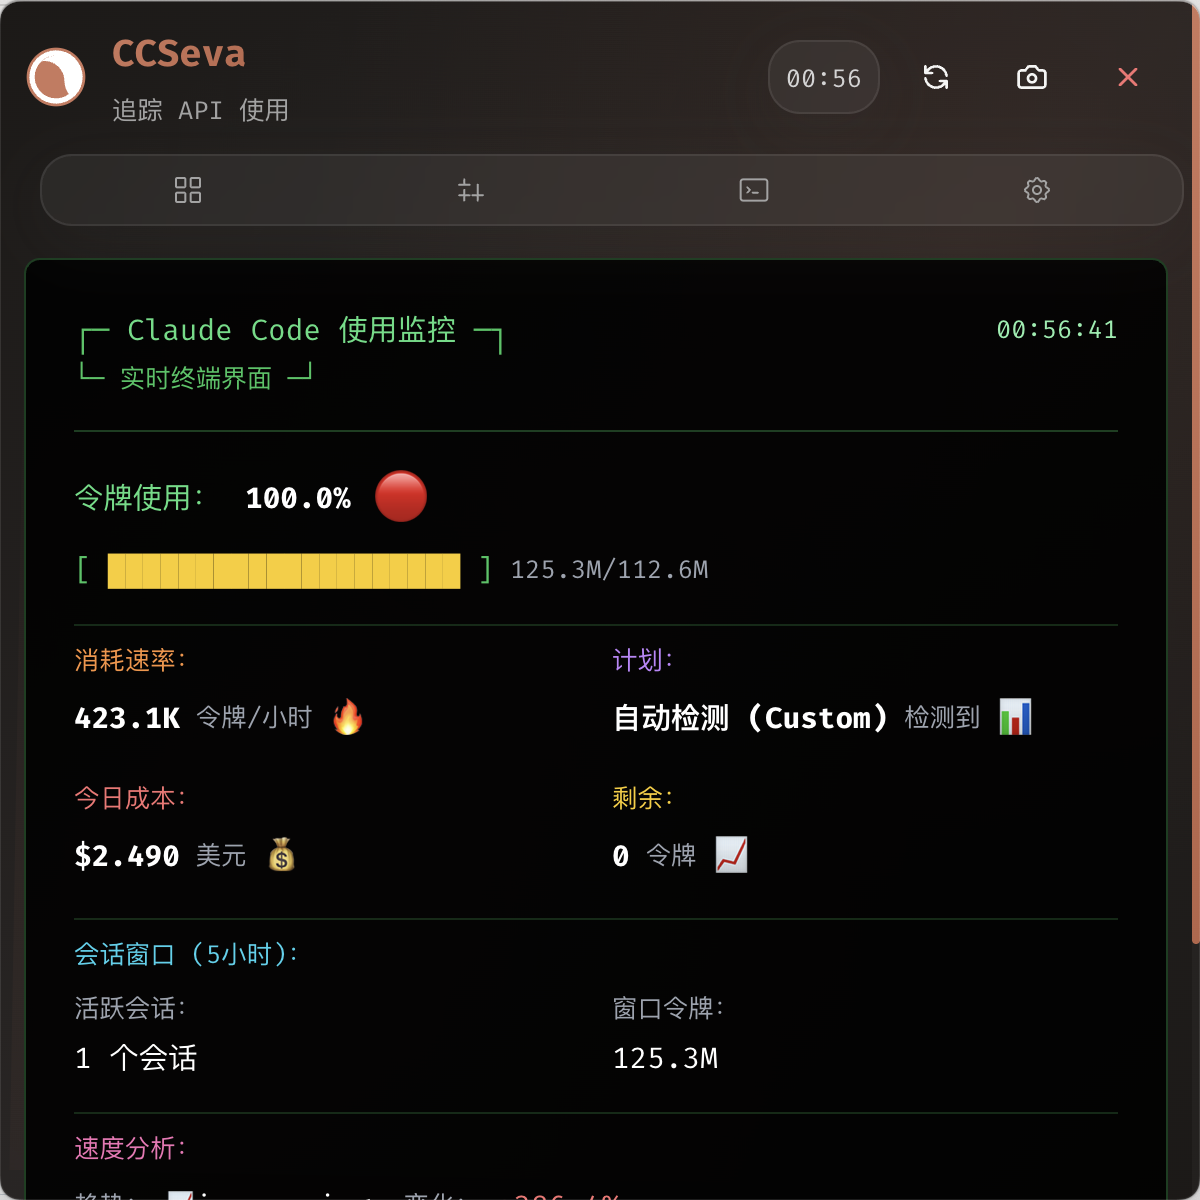 CCSeva
追踪 API 使用
00:56
Claude Code 使用监控
00:56:41
实时终端界面
令牌使用: 100.0%
[ ] 125.3M/112.6M
消耗速率:
423.1K 令牌/小时
计划:
自动检测 (Custom) 检测到
今日成本:
$2.490 美元
剩余:
0 令牌
会话窗口 (5小时):
活跃会话:
1 个会话
窗口令牌:
125.3M
速度分析: